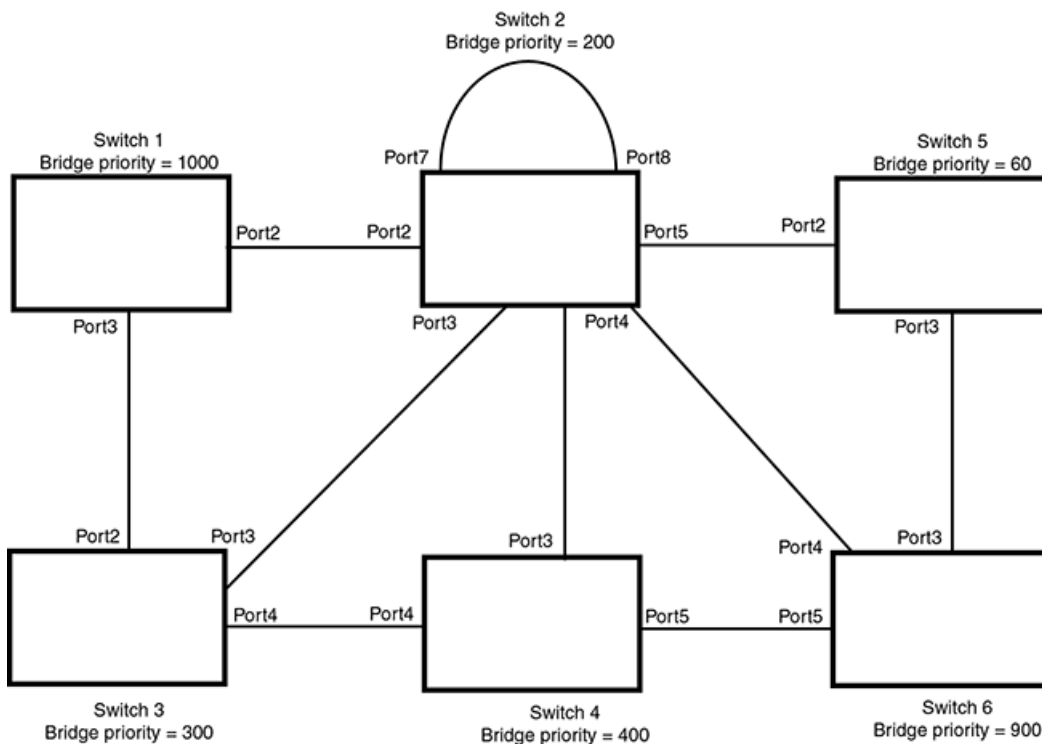 Switch 2
Bridge priority = 200
Switch 1
Bridge priority = 1000
Switch 5
Bridge priority = 60
Port7
Port8
Port2
Port2
Port5
Port2
Port3
Port3
Port4
Port3
Port2
Port3
Port3
Port4
Port3
Port4
Port4
Port5
Port5
Switch 3
Bridge priority = 300
Switch 4
Bridge priority = 400
Switch 6
Bridge priority = 900